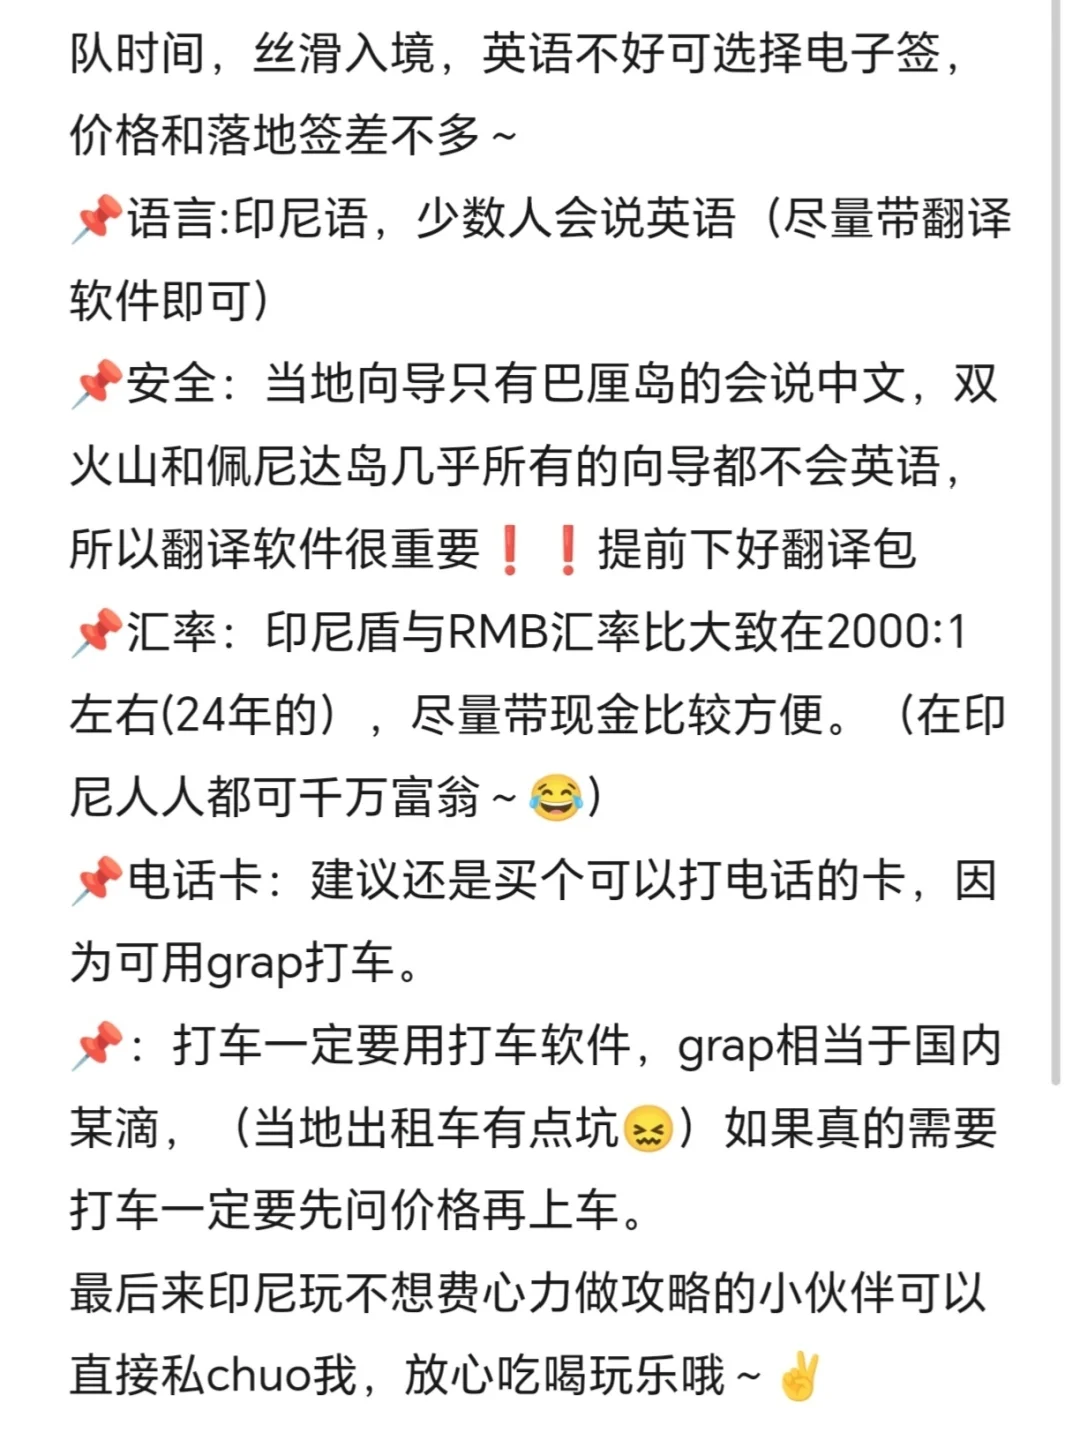 队时间，丝滑入境，英语不好可选择电子签，
价格和落地签差不多～
📌语言:印尼语，少数人会说英语（尽量带翻译
软件即可）
📌安全：当地向导只有巴厘岛的会说中文，双
火山和佩尼达岛几乎所有的向导都不会英语，
所以翻译软件很重要❗❗提前下好翻译包
📌汇率：印尼盾与RMB汇率比大致在2000:1
左右(24年的），尽量带现金比较方便。（在印
尼人人都可千万富翁～😂）
📌电话卡：建议还是买个可以打电话的卡，因
为可用grap打车。
📌：打车一定要用打车软件，grap相当于国内
某滴，（当地出租车有点坑😖）如果真的需要
打车一定要先问价格再上车。
最后来印尼玩不想费心力做攻略的小伙伴可以
直接私chuo我，放心吃喝玩乐哦～✌